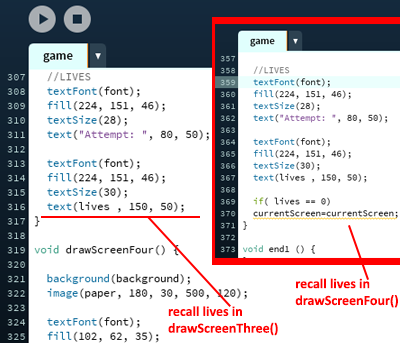 game
307 //LIVES
308 textFont(font);
309 fill(224, 151, 46);
310 textSize(28);
311 text("Attempt: ", 80, 50);
312
313 textFont(font);
314 fill(224, 151, 46);
315 textSize(30);
316 text(lives , 150, 50);
317 }
318
319 void drawScreenFour() {
320
321 background(background);
322 image(paper, 180, 30, 500, 120);
323
324 textFont(font);
325 fill(102, 62, 35);
recall lives in
drawScreenThree()
game
357
358 //LIVES
359 textFont(font);
360 fill(224, 151, 46);
361 textSize(28);
362 text("Attempt: ", 80, 50);
363
366 textFont(font);
365 fill(224, 151, 46);
366 textSize(30);
367 text(lives , 150, 50);
368
369 if( lives == 0)
370 currentScreen=currentScreen;
371 }
372
373 void end1 () {
recall lives in
drawScreenFour()